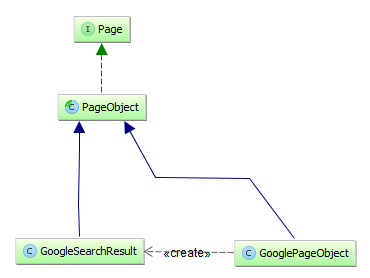 I Page
C PageObject
C GoogleSearchResult
«create»
C GooglePageObject